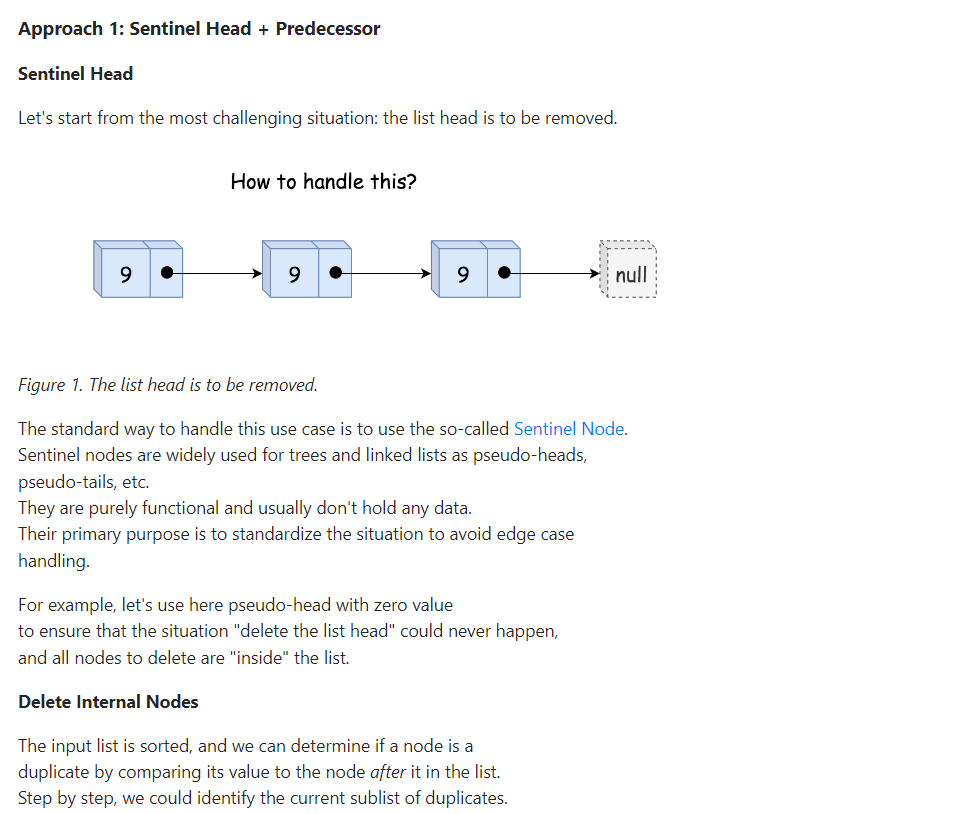 Approach 1: Sentinel Head + Predecessor
Sentinel Head
Let's start from the most challenging situation: the list head is to be removed.
How to handle this?
9 9 9 null
Figure 1. The list head is to be removed.
The standard way to handle this use case is to use the so-called Sentinel Node.
Sentinel nodes are widely used for trees and linked lists as pseudo-heads,
pseudo-tails, etc.
They are purely functional and usually don't hold any data.
Their primary purpose is to standardize the situation to avoid edge case
handling.
For example, let's use here pseudo-head with zero value
to ensure that the situation "delete the list head" could never happen,
and all nodes to delete are "inside" the list.
Delete Internal Nodes
The input list is sorted, and we can determine if a node is a
duplicate by comparing its value to the node after it in the list.
Step by step, we could identify the current sublist of duplicates.